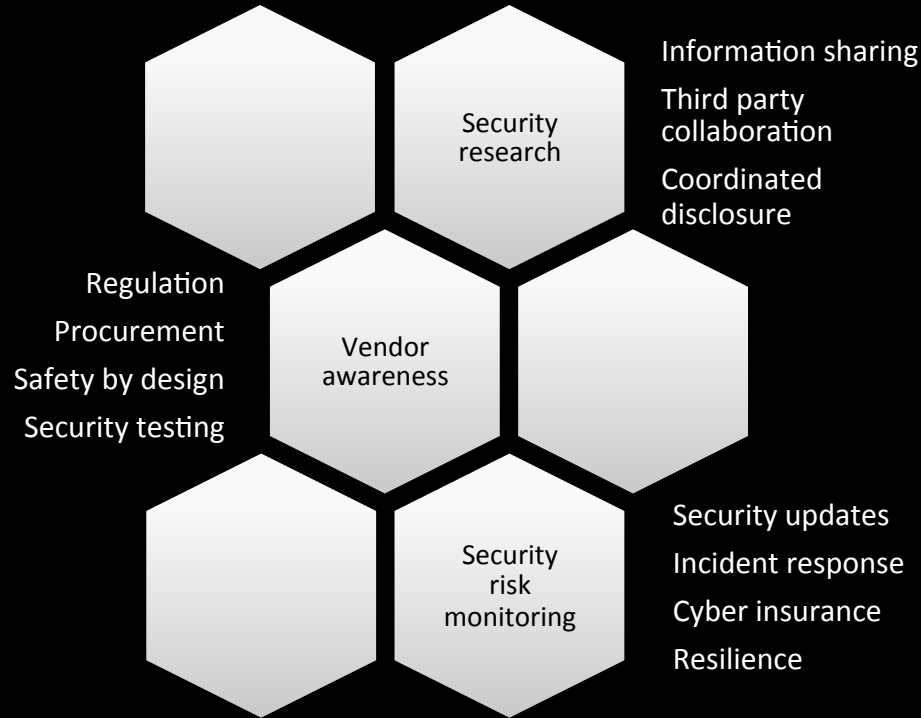 Security
research
Information sharing
Third party
collaboration
Coordinated
disclosure
Regulation
Procurement
Safety by design
Security testing
Vendor
awareness
Security
risk
monitoring
Security updates
Incident response
Cyber insurance
Resilience